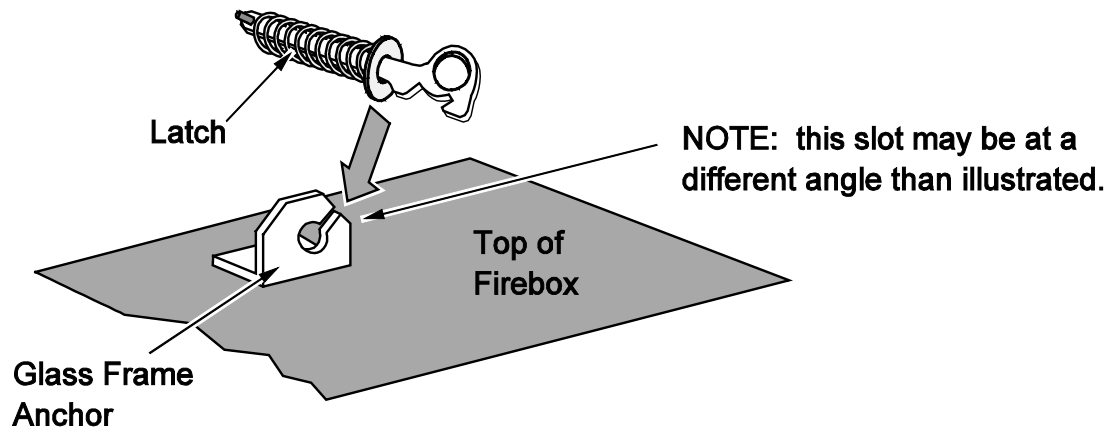 Latch
NOTE:  this slot may be at a
different angle than illustrated.
Top of
Firebox
Glass Frame
Anchor